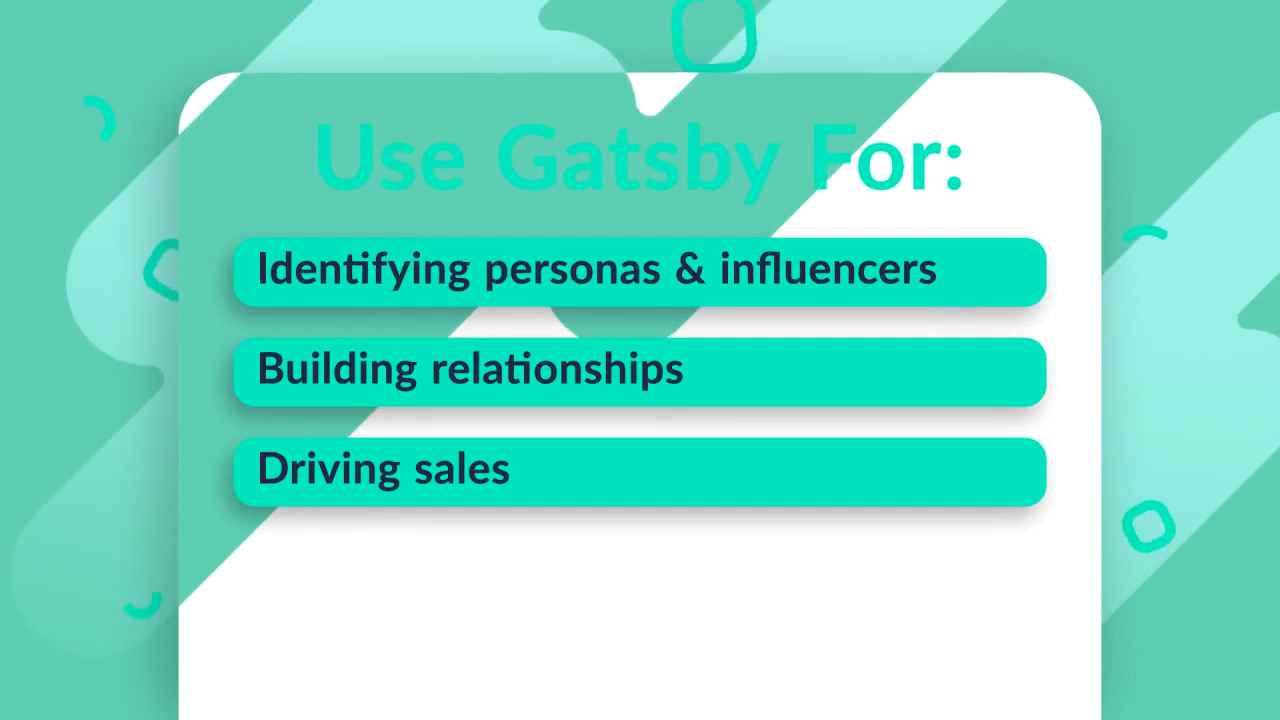 Use Gatsby For:
Identifying personas & influencers
Building relationships
Driving sales